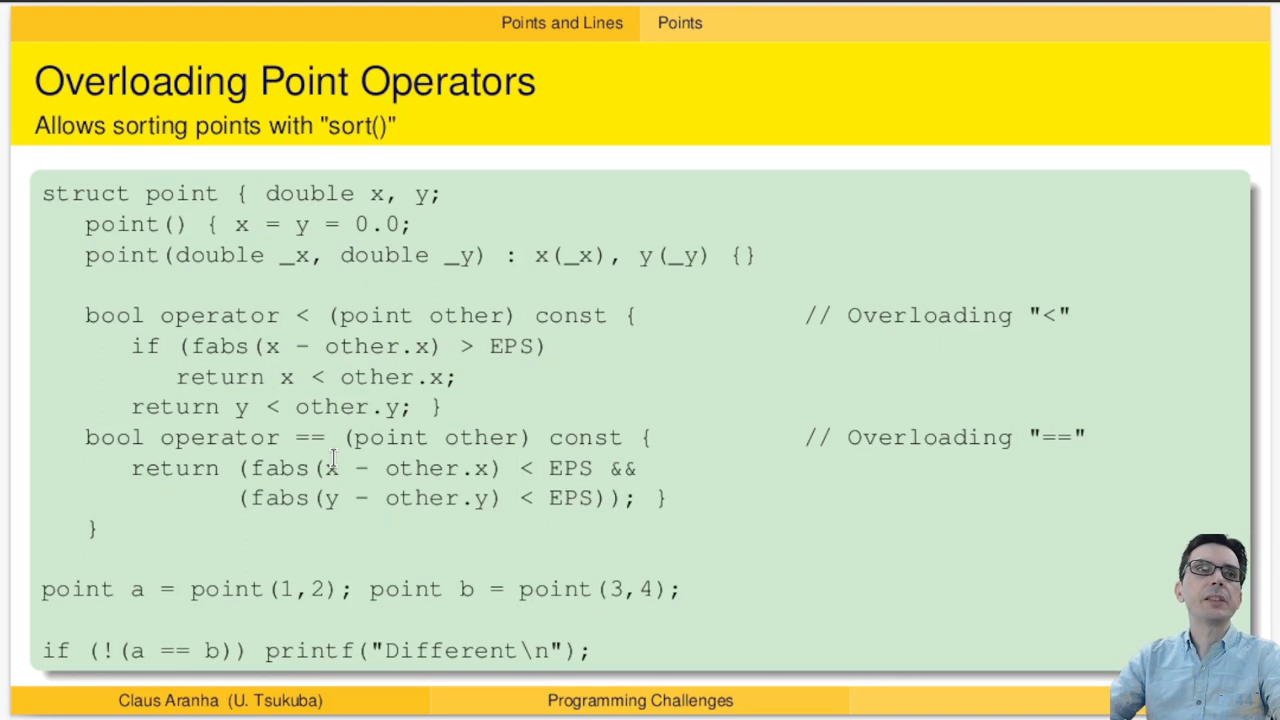 Points and Lines Points
Overloading Point Operators
Allows sorting points with "sort()"
struct point { double x, y;
point() { x = y = 0.0;
point(double _x, double _y) : x(_x), y(_y) {}
bool operator < (point other) const { // Overloading "<"
if (fabs(x - other.x) > EPS)
return x < other.x;
return y < other.y; }
bool operator == (point other) const { // Overloading "=="
return (fabs(x - other.x) < EPS &&
(fabs(y - other.y) < EPS)); }
}
point a = point(1,2); point b = point(3,4);
if (!(a == b)) printf("Different\n");
Claus Aranha (U. Tsukuba) Programming Challenges